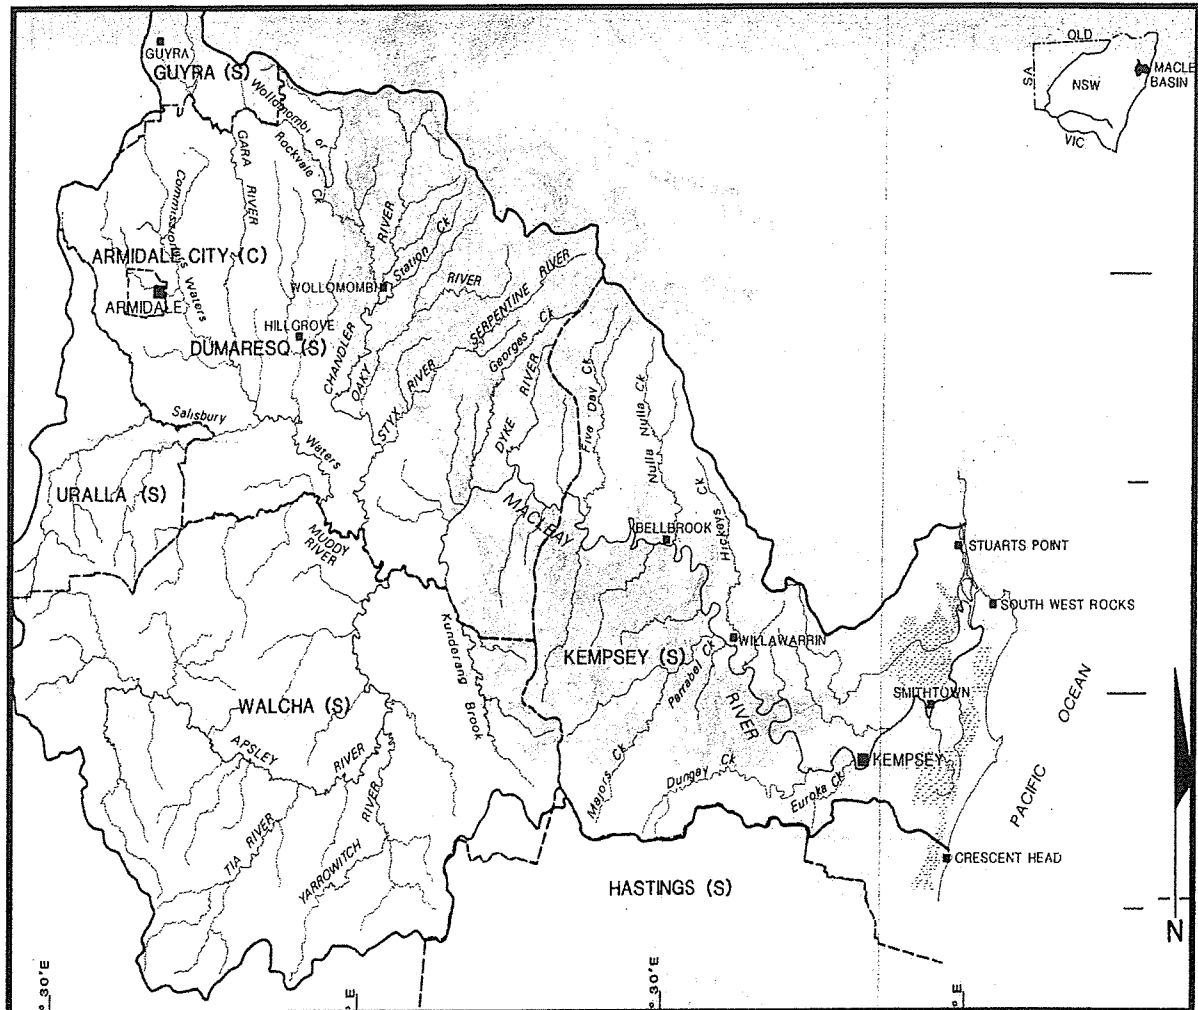 GUYRA
GUYRA (S)
Wollomombi or
Rockvale Ck
GARA
RIVER
Commissioners Waters
ARMIDALE CITY (C)
ARMIDALE
HILLGROVE
DUMARESQ (S)
WOLLOMOMBI
RIVER
Station Ck
RIVER
SERPENTINE RIVER
Georges Ck
CHANDLER
OAKY
STYX
RIVER
DYKE
RIVER
Five Day Ck
Nulla Nulla Ck
Hickeys Ck
Salisbury
Waters
URALLA (S)
MUDDY
RIVER
MACLEAY
BELLBROOK
STUARTS POINT
SOUTH WEST ROCKS
WILLAWARRIN
Parrabel Ck
KEMPSEY (S)
Kunderang
Brook
WALCHA (S)
APSLEY
RIVER
RIVER
SMITHTOWN
KEMPSEY
Majors Ck
Dungay Ck
Euroka Ck
TIA RIVER
YARROWITCH
RIVER
PACIFIC
OCEAN
CRESCENT HEAD
HASTINGS (S)
QLD
SA
NSW
VIC
MACLE
BASIN
N
° 30'E
' E
° 30'E
' E